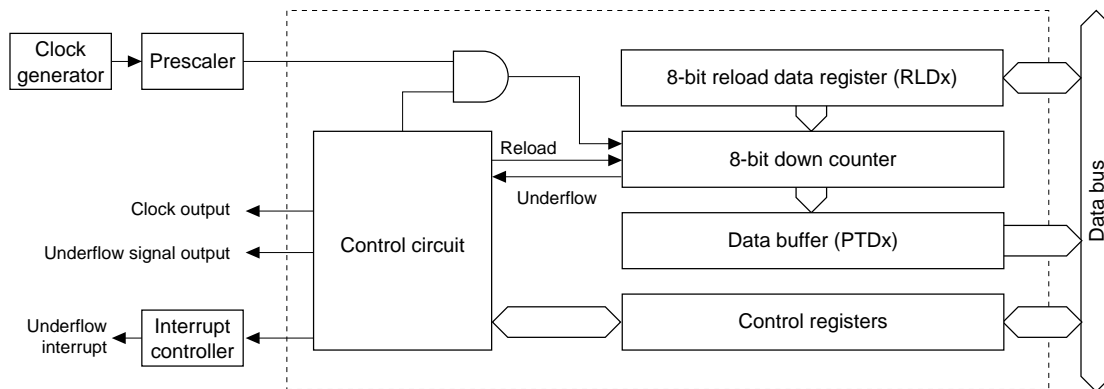 Clock
generator
Prescaler
8-bit reload data register (RLDx)
Reload
8-bit down counter
Underflow
Clock output
Underflow signal output
Control circuit
Data buffer (PTDx)
Data bus
Underflow
interrupt
Interrupt
controller
Control registers